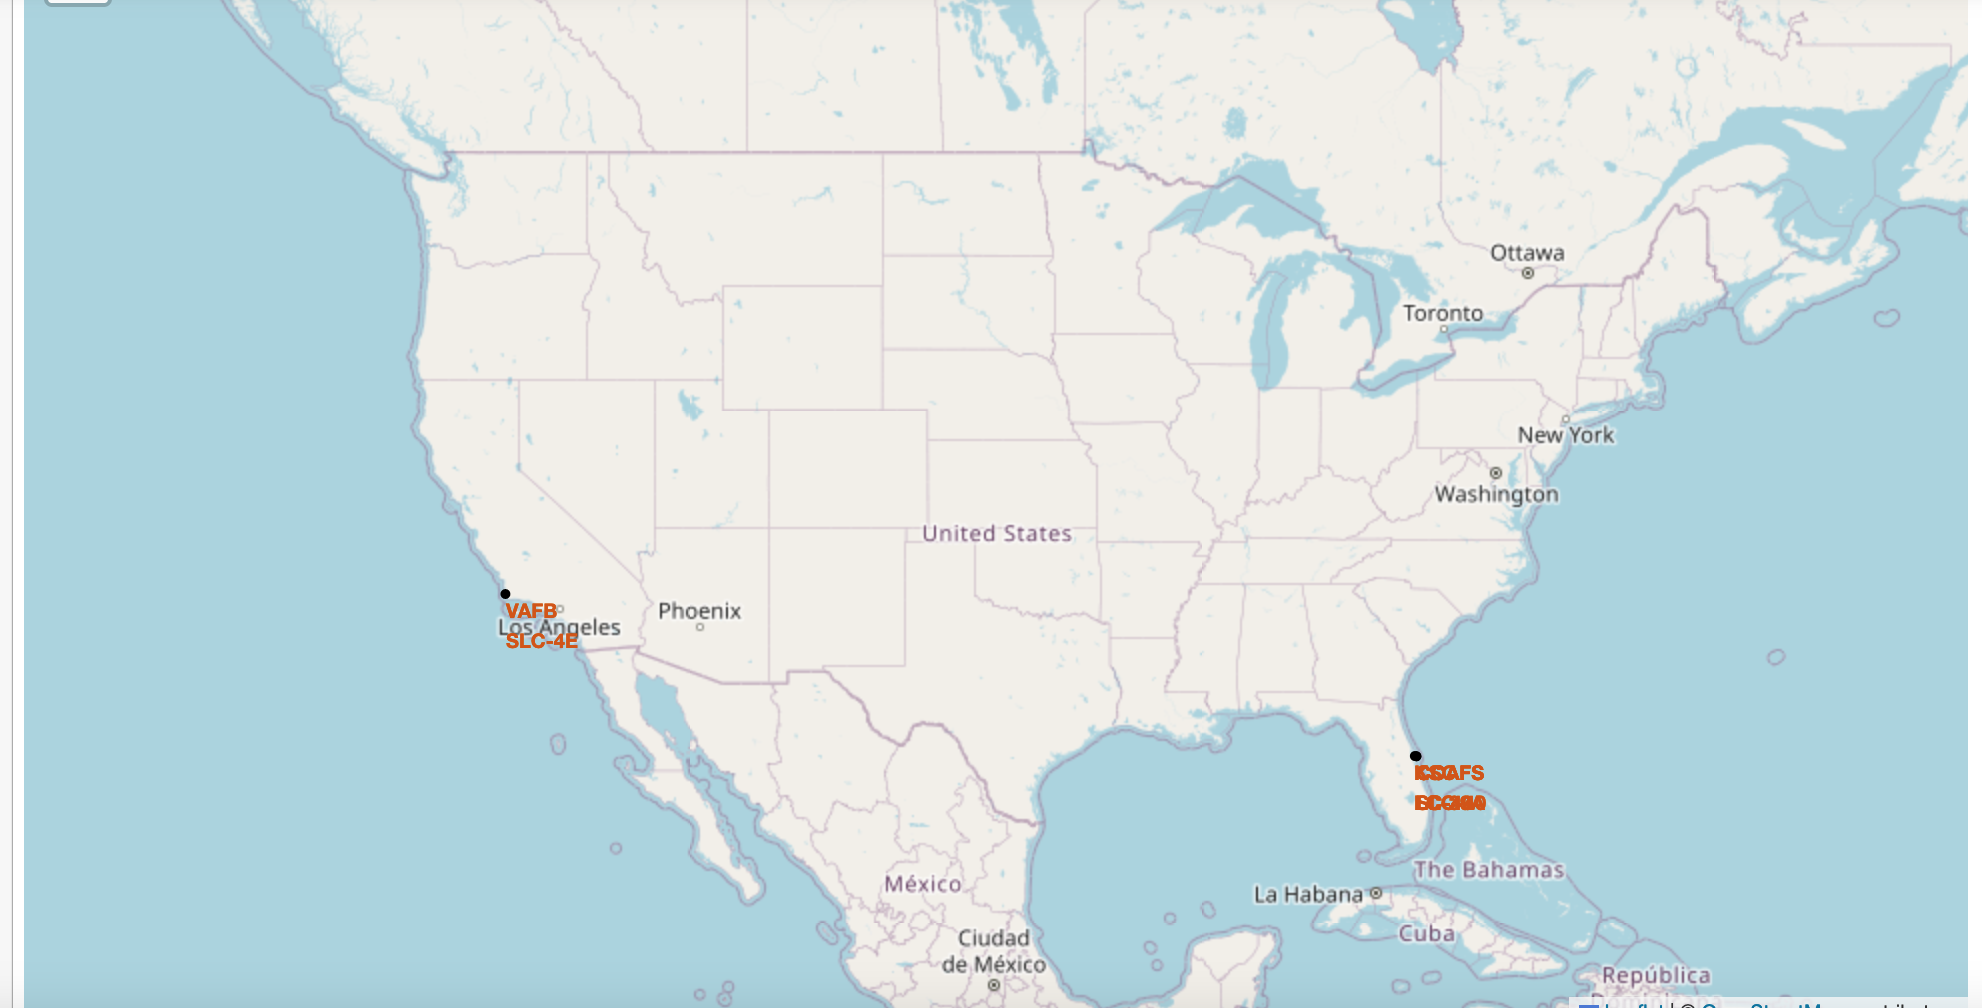 Ottawa
Toronto
New York
Washington
United States
VAFB
Los Angeles
SLC-4E
Phoenix
The Bahamas
La Habana
México
Cuba
Ciudad
de México
República